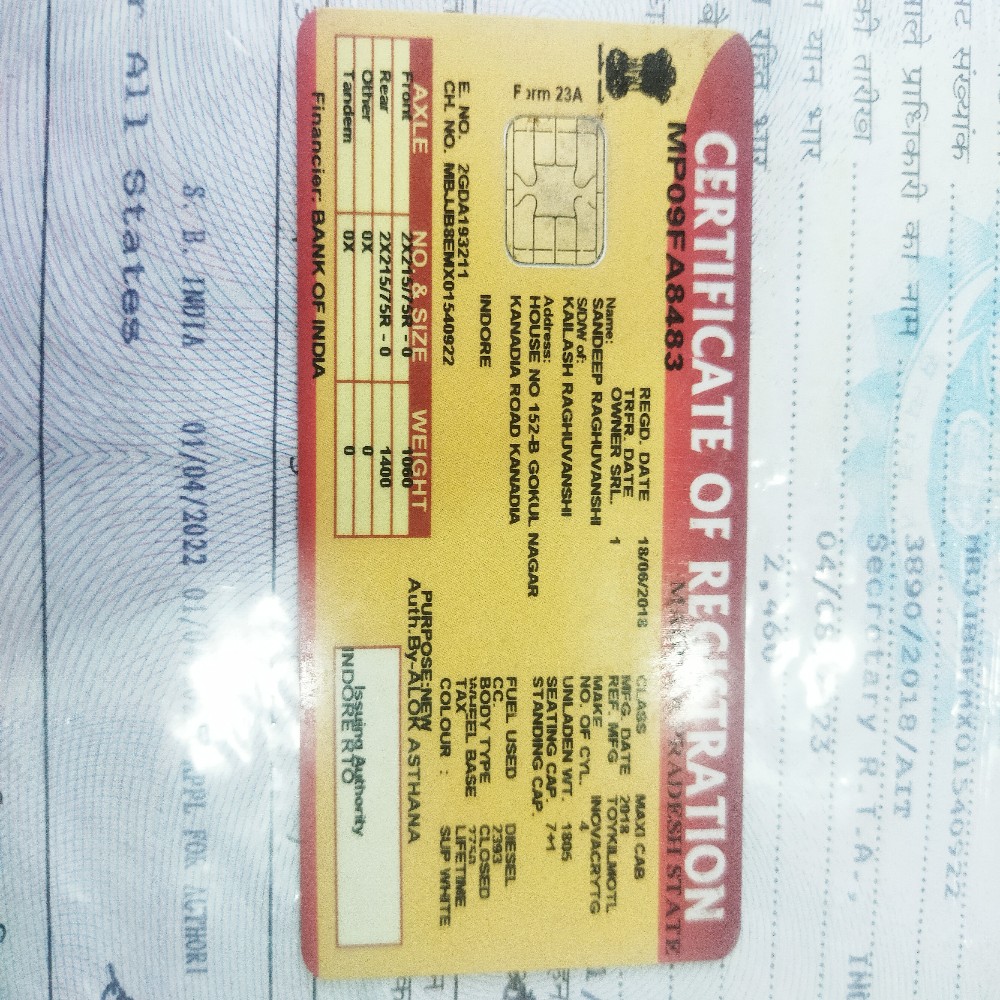 CERTIFICATE OF REGISTRATION
MADHYA PRADESH STATE
MP09FA8483
Form 23A
REGD. DATE 18/06/2018
TRFR. DATE
OWNER SRL. 1
Name:
SANDEEP RAGHUVANSHI
S/D/W of:
KAILASH RAGHUVANSHI
Address:
HOUSE NO 152-B GOKUL NAGAR
KANADIA ROAD KANADIA
INDORE
CLASS MAXI CAB
MFG. DATE 2018
REF. MFG TOYKILMOTL
MAKE INOVACRYTG
NO. OF CYL. 4
UNLADEN WT. 1805
SEATING CAP. 7+1
STANDING CAP.
FUEL USED DIESEL
CC. 2393
BODY TYPE CLOSED
WHEEL BASE 2750
TAX LIFETIME
COLOUR : SUP WHITE
E. NO. 2GDA193211
CH. NO. MBJJB8EMX01540922
AXLE NO. & SIZE WEIGHT
Front 2X215/75R - 0 1060
Rear 2X215/75R - 0 1400
Other 0X 0
Tandem 0X 0
PURPOSE:NEW
Auth.By-ALOK ASTHANA
Issuing Authority
INDORE RTO
Financier: BANK OF INDIA
संख्यांक
यान भार
की तारीख
प्राधिकारी का नाम
2,460
3890/2018/AIT
Secretary R.T.A.,
S. B. INDIA 01/04/2022
r All States